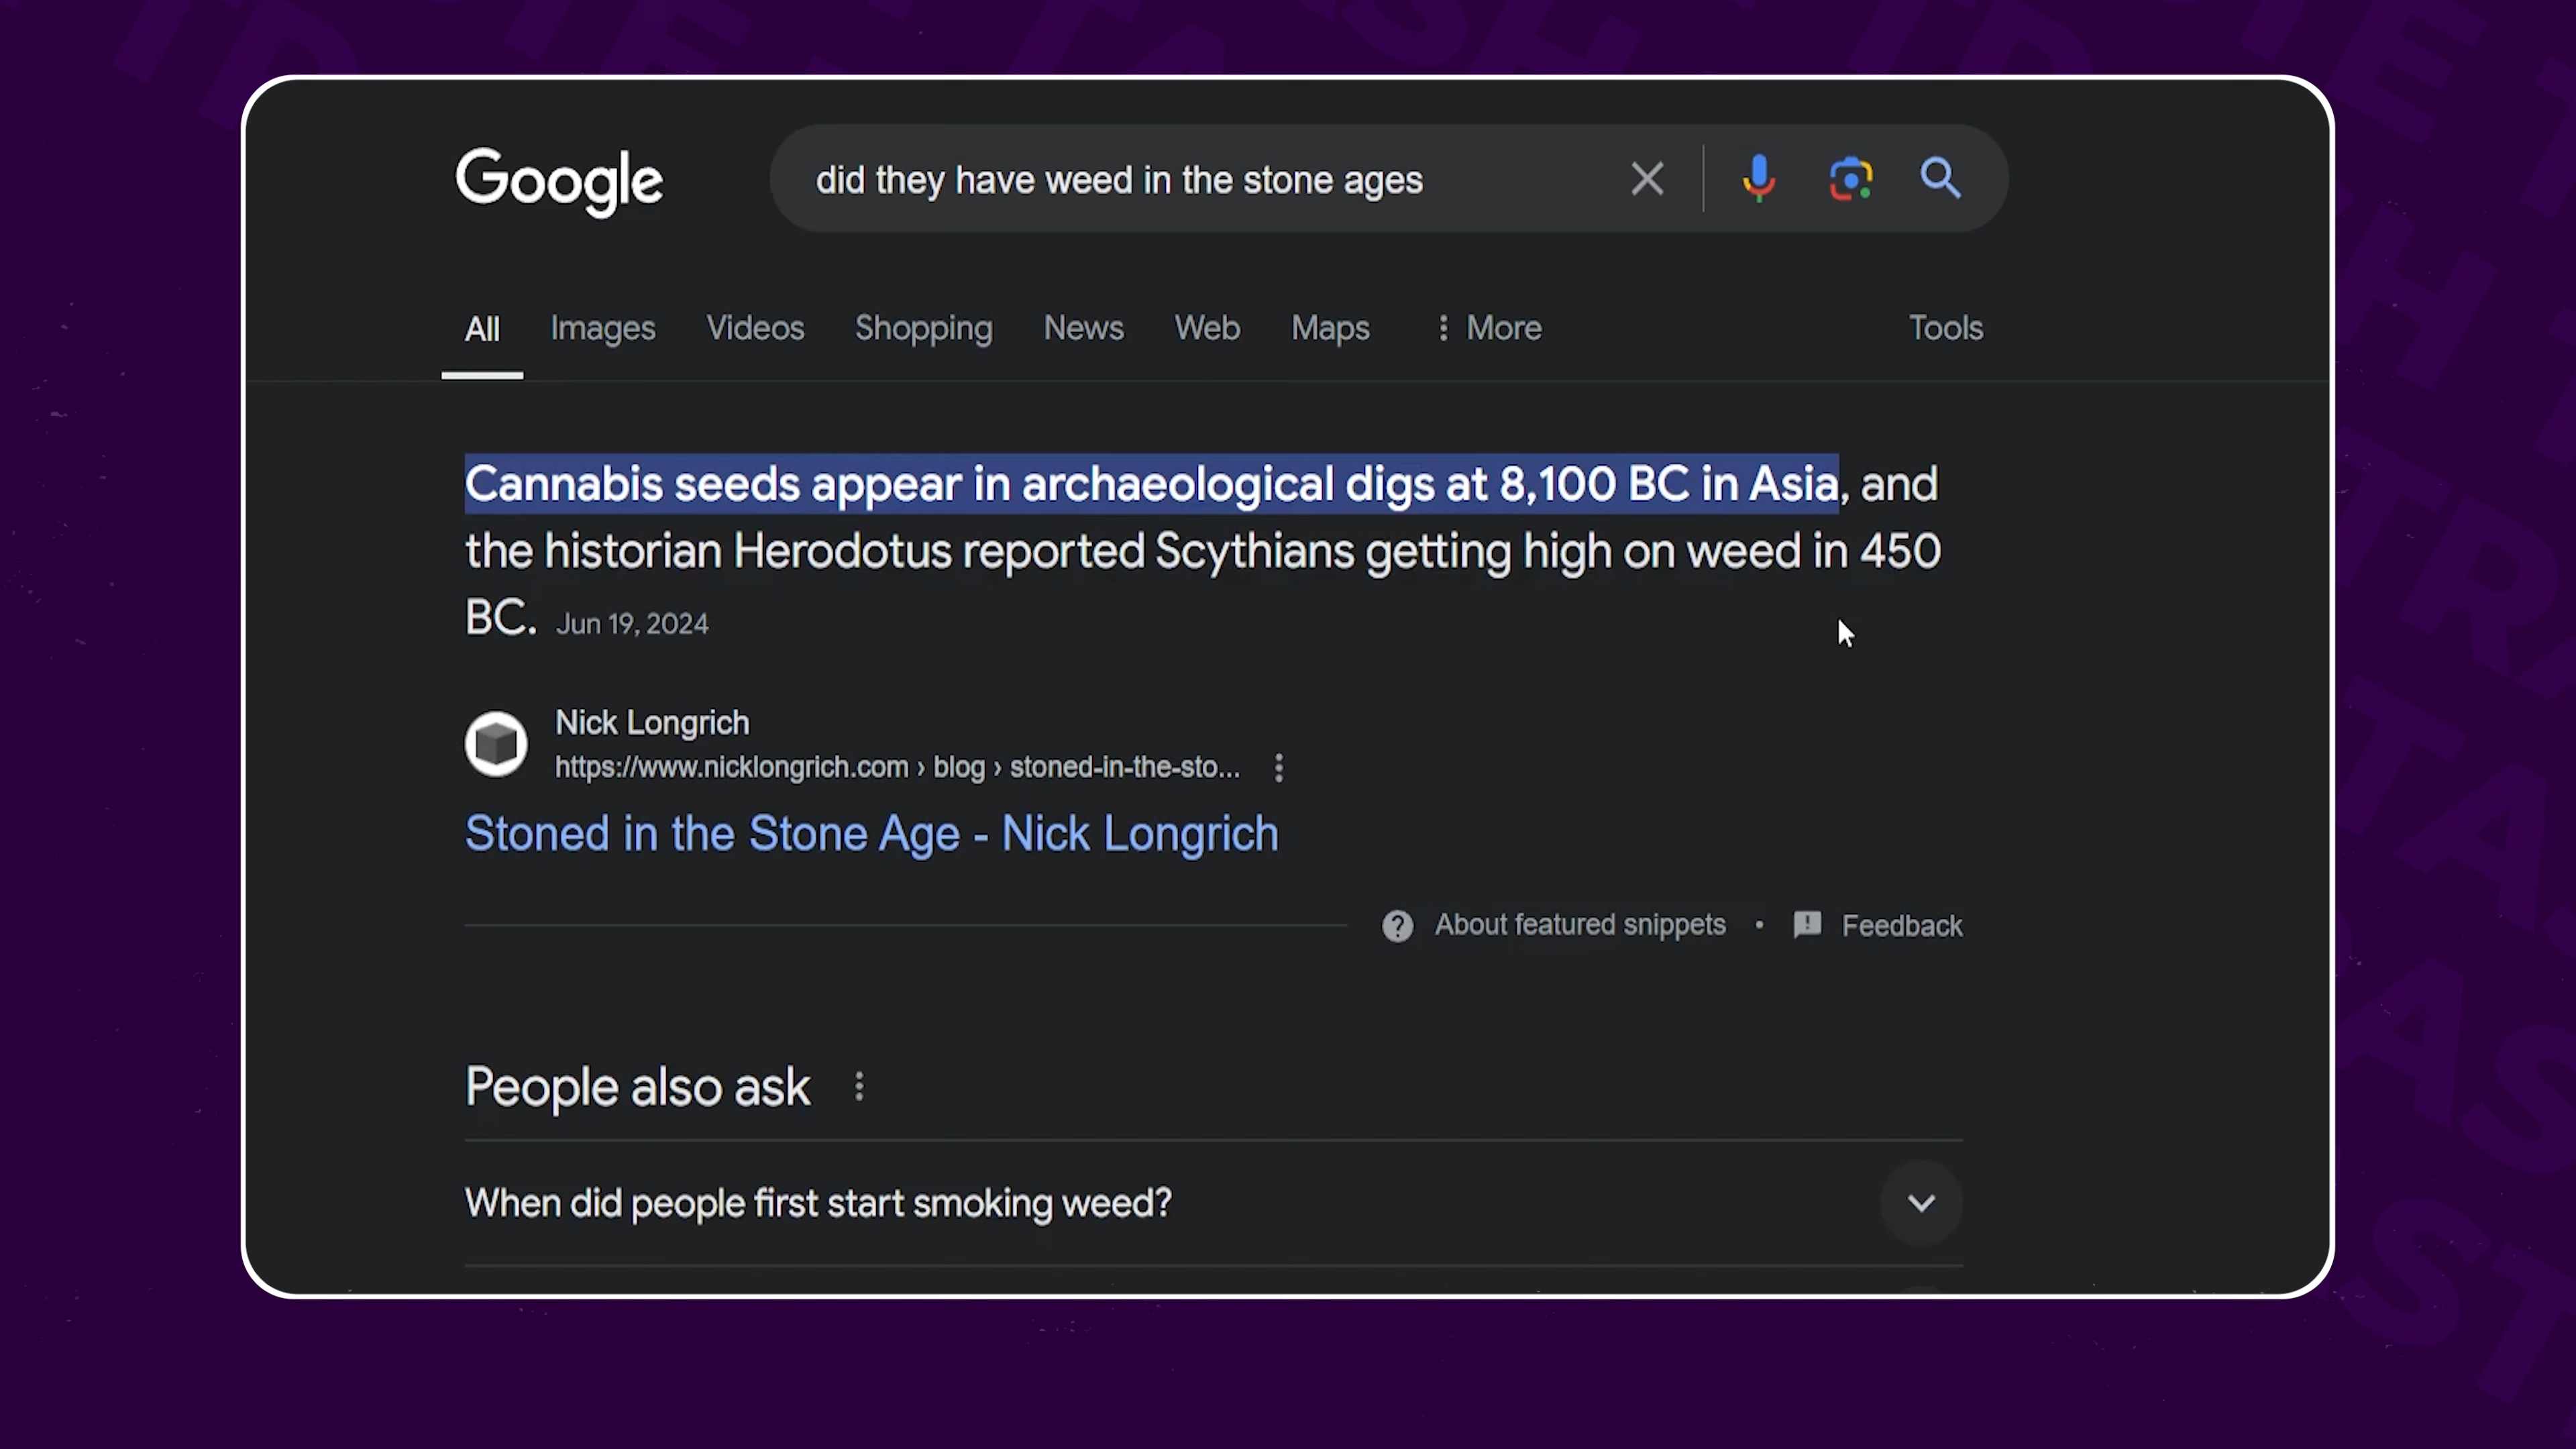 Google
did they have weed in the stone ages
All Images Videos Shopping News Web Maps More Tools
Cannabis seeds appear in archaeological digs at 8,100 BC in Asia, and
the historian Herodotus reported Scythians getting high on weed in 450
BC. Jun 19, 2024
Nick Longrich
https://www.nicklongrich.com › blog › stoned-in-the-sto...
Stoned in the Stone Age - Nick Longrich
About featured snippets • Feedback
People also ask
When did people first start smoking weed?